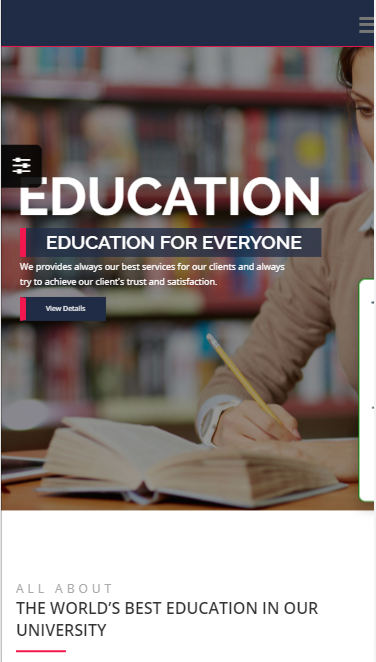 EDUCATION
EDUCATION FOR EVERYONE
We provides always our best services for our clients and always
try to achieve our client's trust and satisfaction.
View Details
ALL ABOUT
THE WORLD'S BEST EDUCATION IN OUR
UNIVERSITY